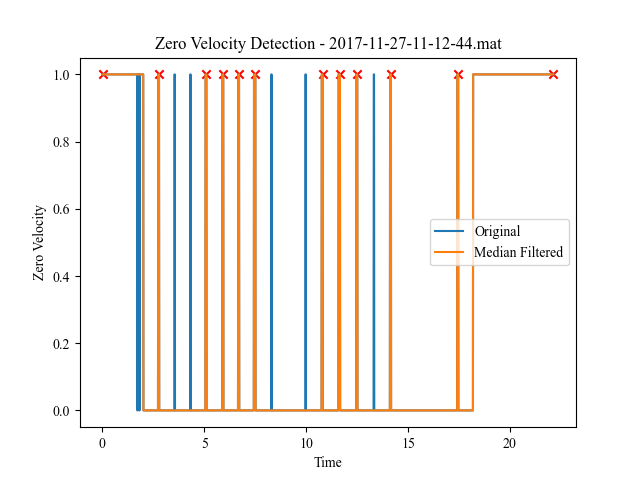 Zero Velocity Detection - 2017-11-27-11-12-44.mat
1.0
0.8
0.6
0.4
0.2
0.0
Zero Velocity
Original
Median Filtered
0
5
10
15
20
Time